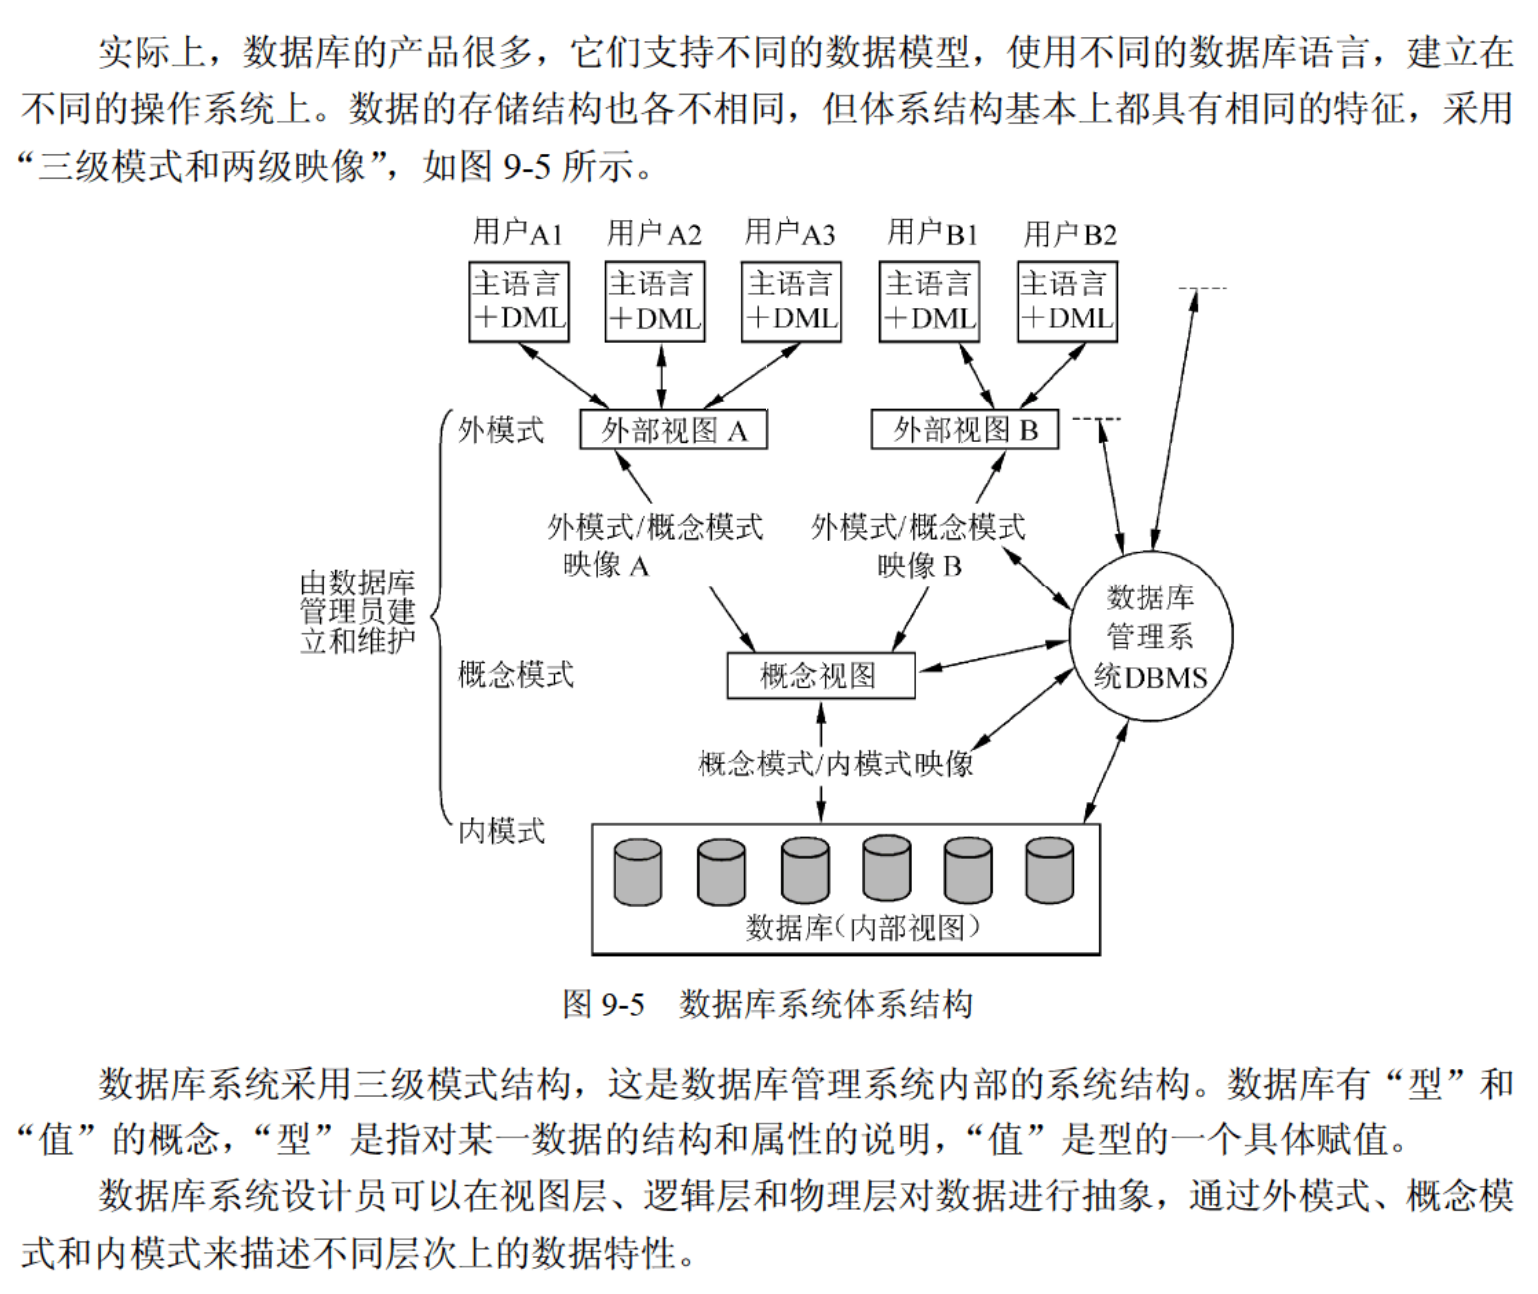 实际上，数据库的产品很多，它们支持不同的数据模型，使用不同的数据库语言，建立在
不同的操作系统上。数据的存储结构也各不相同，但体系结构基本上都具有相同的特征，采用
“三级模式和两级映像”，如图 9-5 所示。
用户A1 用户A2 用户A3 用户B1 用户B2
主语言 主语言 主语言 主语言 主语言
＋DML ＋DML ＋DML ＋DML ＋DML
外模式 外部视图 A 外部视图 B
外模式/概念模式 外模式/概念模式
映像 A 映像 B
由数据库
管理员建
立和维护
数据库
管理系
统DBMS
概念模式 概念视图
概念模式/内模式映像
内模式
数据库（内部视图）
图 9-5 数据库系统体系结构
数据库系统采用三级模式结构，这是数据库管理系统内部的系统结构。数据库有“型”和
“值”的概念，“型”是指对某一数据的结构和属性的说明，“值”是型的一个具体赋值。
数据库系统设计员可以在视图层、逻辑层和物理层对数据进行抽象，通过外模式、概念模
式和内模式来描述不同层次上的数据特性。